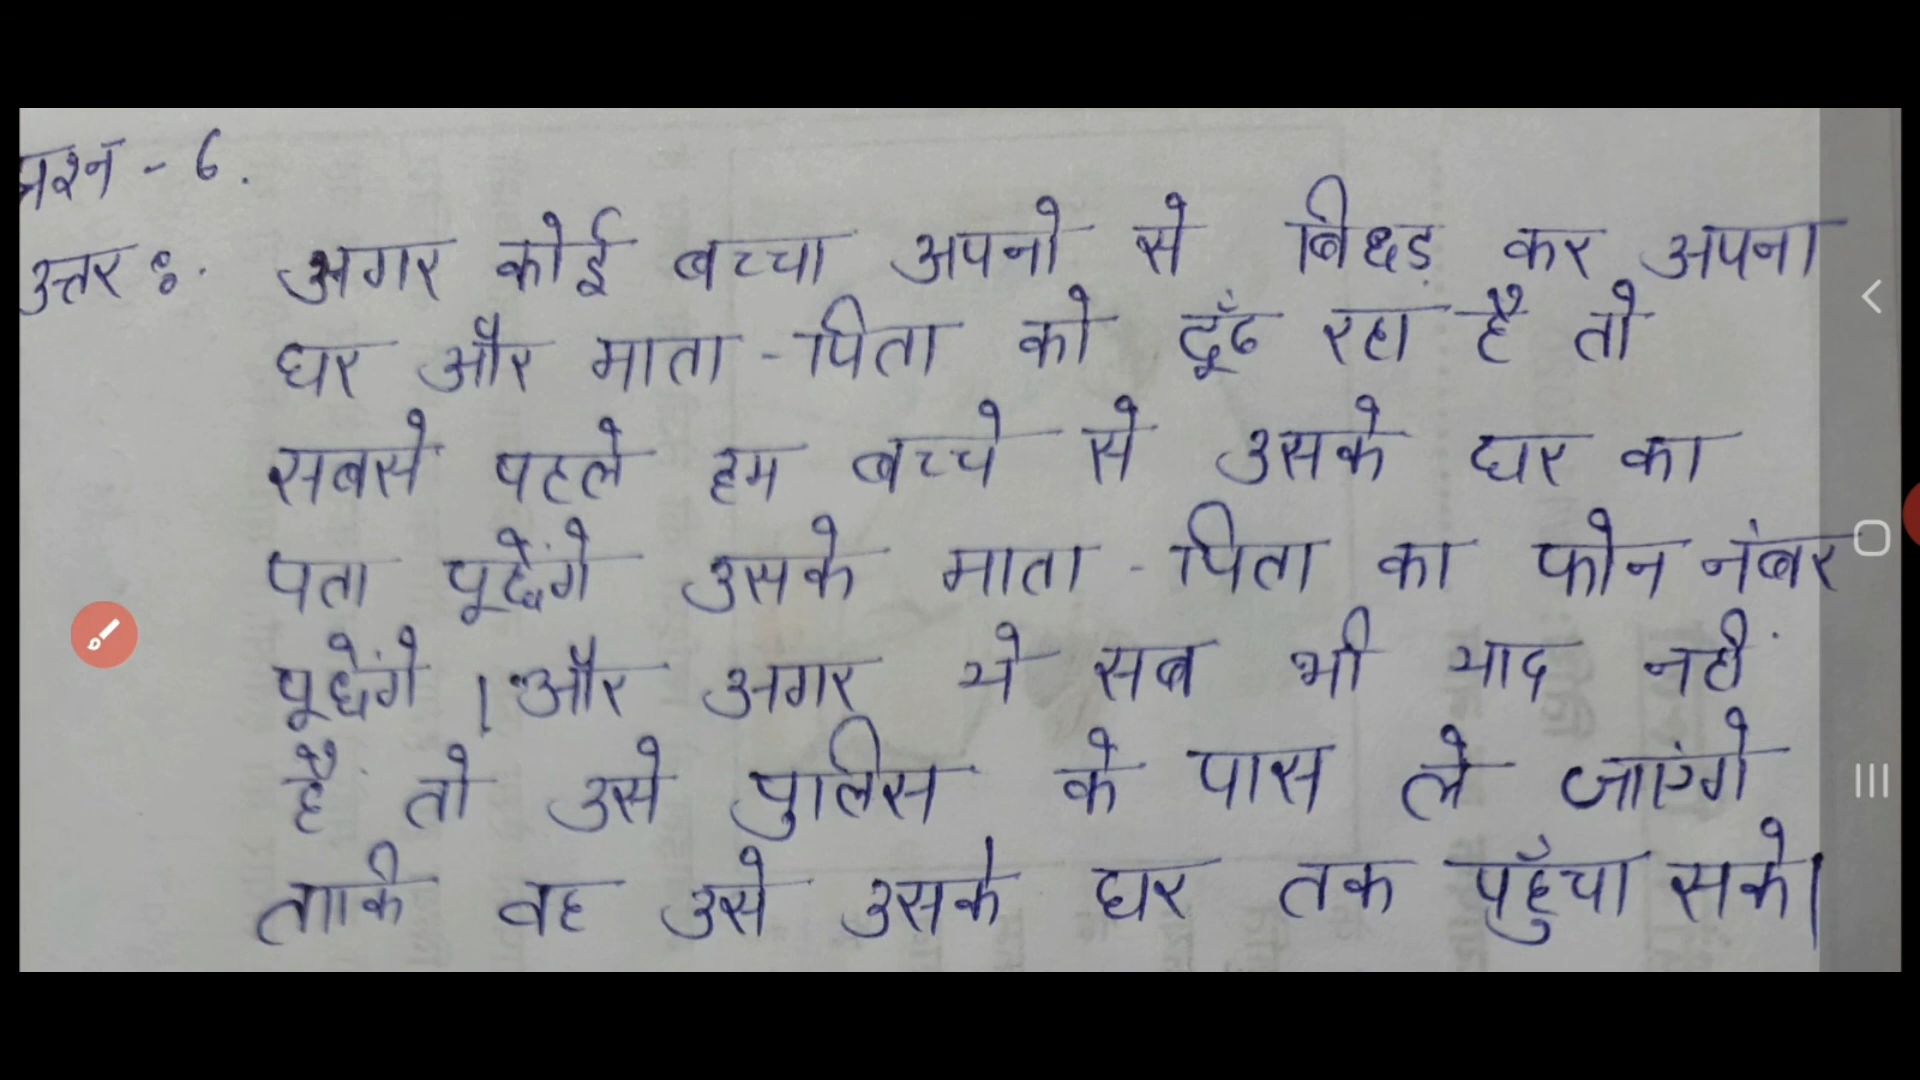 प्रश्न - 6.
उत्तर :. अगर कोई बच्चा अपनो से बिछड़ कर अपना
घर और माता - पिता को ढूँढ रहा है तो
सबसे पहले हम बच्चे से उसके घर का
पता पूछेंगे उसके माता - पिता का फोन नंबर
पूछेंगे । और अगर ये सब भी याद नहीं
है तो उसे पुलिस के पास ले जाएंगे
ताकि वह उसे उसके घर तक पहुँचा सके।